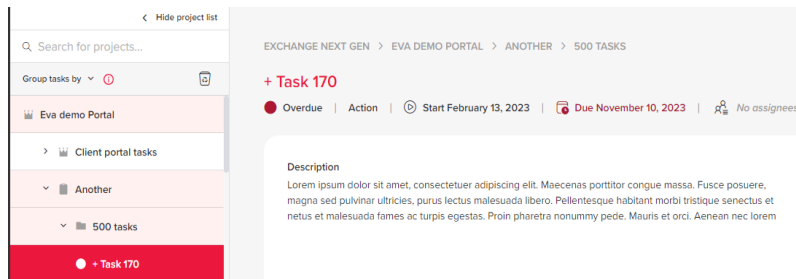 Hide project list
Search for projects...
Group tasks by
Eva demo Portal
Client portal tasks
Another
500 tasks
+ Task 170
EXCHANGE NEXT GEN > EVA DEMO PORTAL > ANOTHER > 500 TASKS
+ Task 170
Overdue | Action | Start February 13, 2023 | Due November 10, 2023 | No assignees
Description
Lorem ipsum dolor sit amet, consectetuer adipiscing elit. Maecenas porttitor congue massa. Fusce posuere,
magna sed pulvinar ultricies, purus lectus malesuada libero. Pellentesque habitant morbi tristique senectus et
netus et malesuada fames ac turpis egestas. Proin pharetra nonummy pede. Mauris et orci. Aenean nec lorem